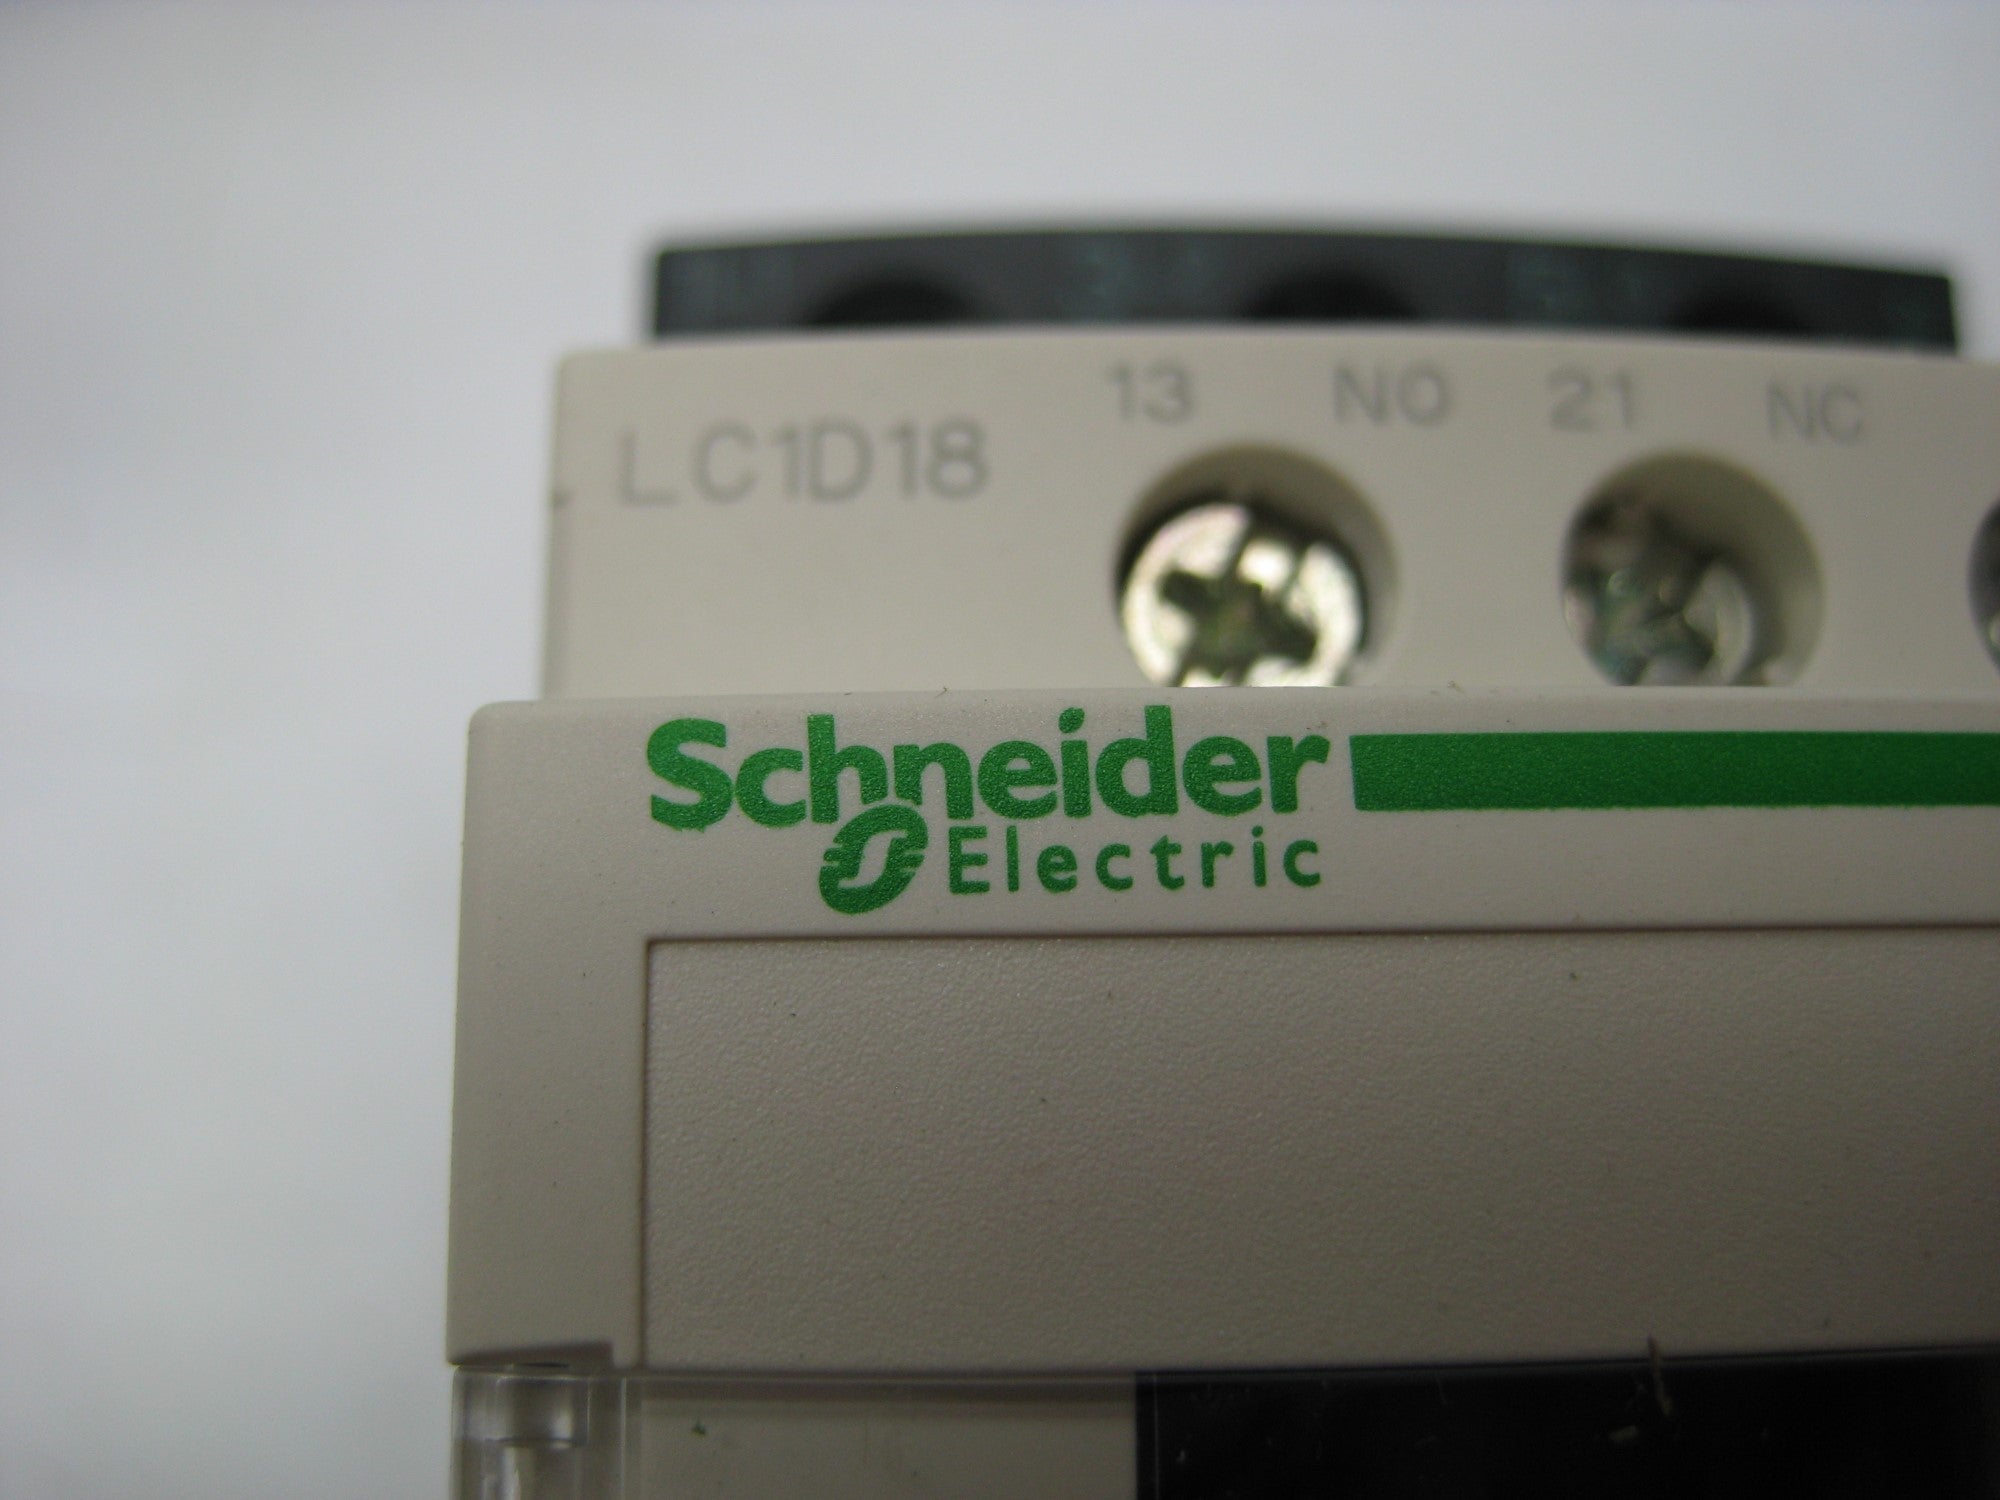 13 NO 21 NC
LC1D18
Schneider
Electric